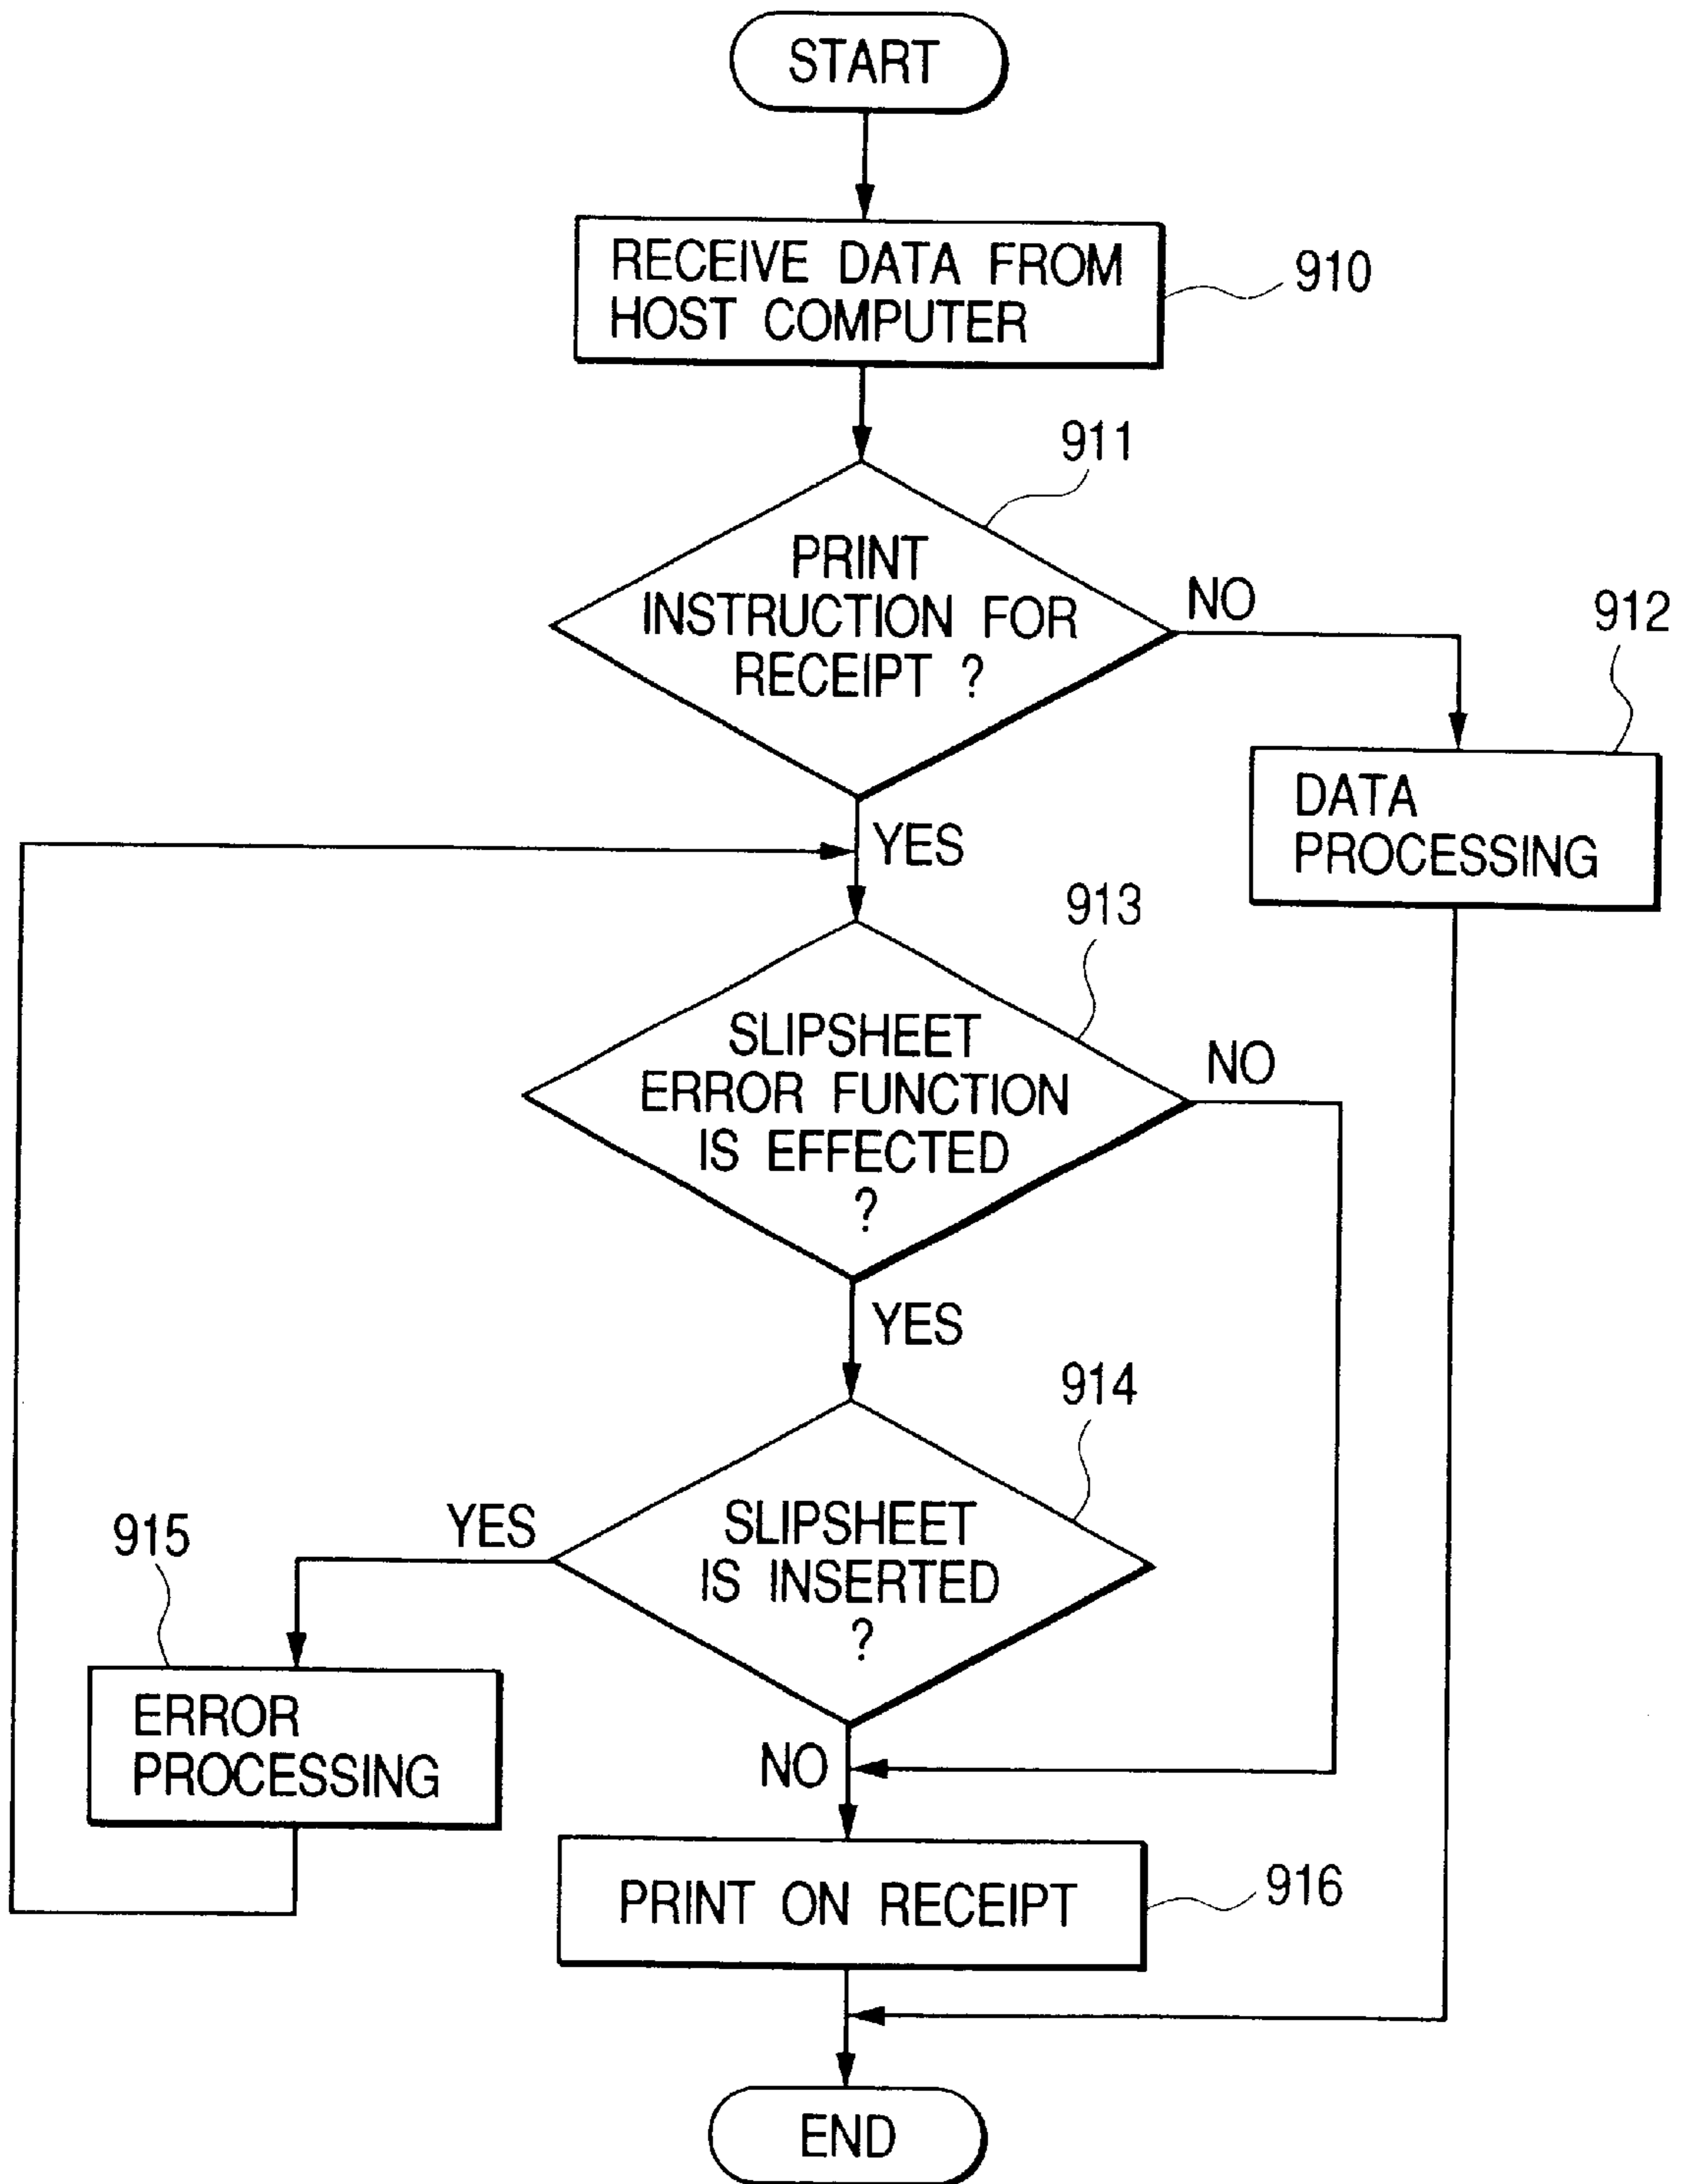 START
RECEIVE DATA FROM
HOST COMPUTER
910
911
PRINT
INSTRUCTION FOR
RECEIPT ?
NO
912
DATA
PROCESSING
YES
913
SLIPSHEET
ERROR FUNCTION
IS EFFECTED
?
NO
YES
914
SLIPSHEET
IS INSERTED
?
YES
915
ERROR
PROCESSING
NO
PRINT ON RECEIPT
916
END